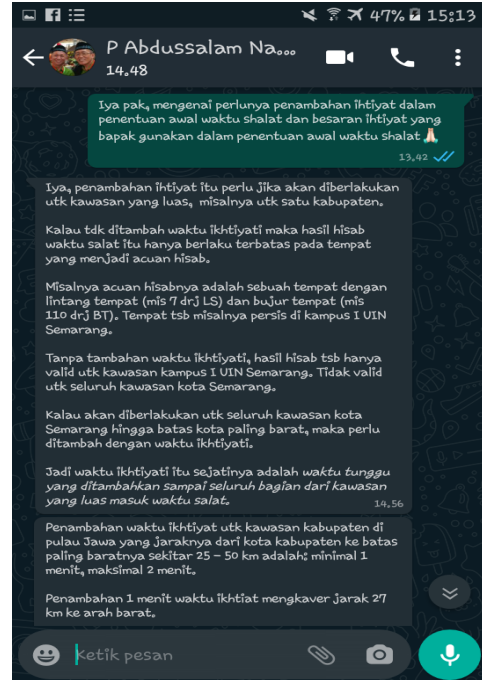 47% 15:13
P Abdussalam Na...
14.48
Iya pak, mengenai perlunya penambahan ihtiyat dalam
penentuan awal waktu shalat dan besaran ihtiyat yang
bapak gunakan dalam penentuan awal waktu shalat 🙏🏻
13.42
Iya, penambahan ihtiyat itu perlu jika akan diberlakukan
utk kawasan yang luas, misalnya utk satu kabupaten.
Kalau tdk ditambah waktu ikhtiyati maka hasil hisab
waktu salat itu hanya berlaku terbatas pada tempat
yang menjadi acuan hisab.
Misalnya acuan hisabnya adalah sebuah tempat dengan
lintang tempat (mis 7 drj LS) dan bujur tempat (mis
110 drj BT). Tempat tsb misalnya persis di kampus I UIN
Semarang.
Tanpa tambahan waktu ikhtiyati, hasil hisab tsb hanya
valid utk kawasan kampus I UIN Semarang. Tidak valid
utk seluruh kawasan kota Semarang.
Kalau akan diberlakukan utk seluruh kawasan kota
Semarang hingga batas kota paling barat, maka perlu
ditambah dengan waktu ikhtiyati.
Jadi waktu ikhtiyati itu sejatinya adalah waktu tunggu
yang ditambahkan sampai seluruh bagian dari kawasan
yang luas masuk waktu salat.
14.56
Penambahan waktu ikhtiyat utk kawasan kabupaten di
pulau Jawa yang jaraknya dari kota kabupaten ke batas
paling baratnya sekitar 25 – 50 km adalah: minimal 1
menit, maksimal 2 menit.
Penambahan 1 menit waktu ikhtiat mengkaver jarak 27
km ke arah barat.
Ketik pesan